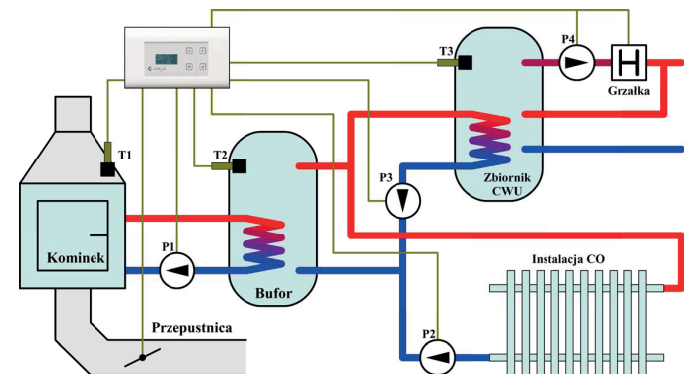 P4
T3
Grzałka
T1
T2
Zbiornik
CWU
P3
Kominek
P1
Bufor
Instalacja CO
Przepustnica
P2